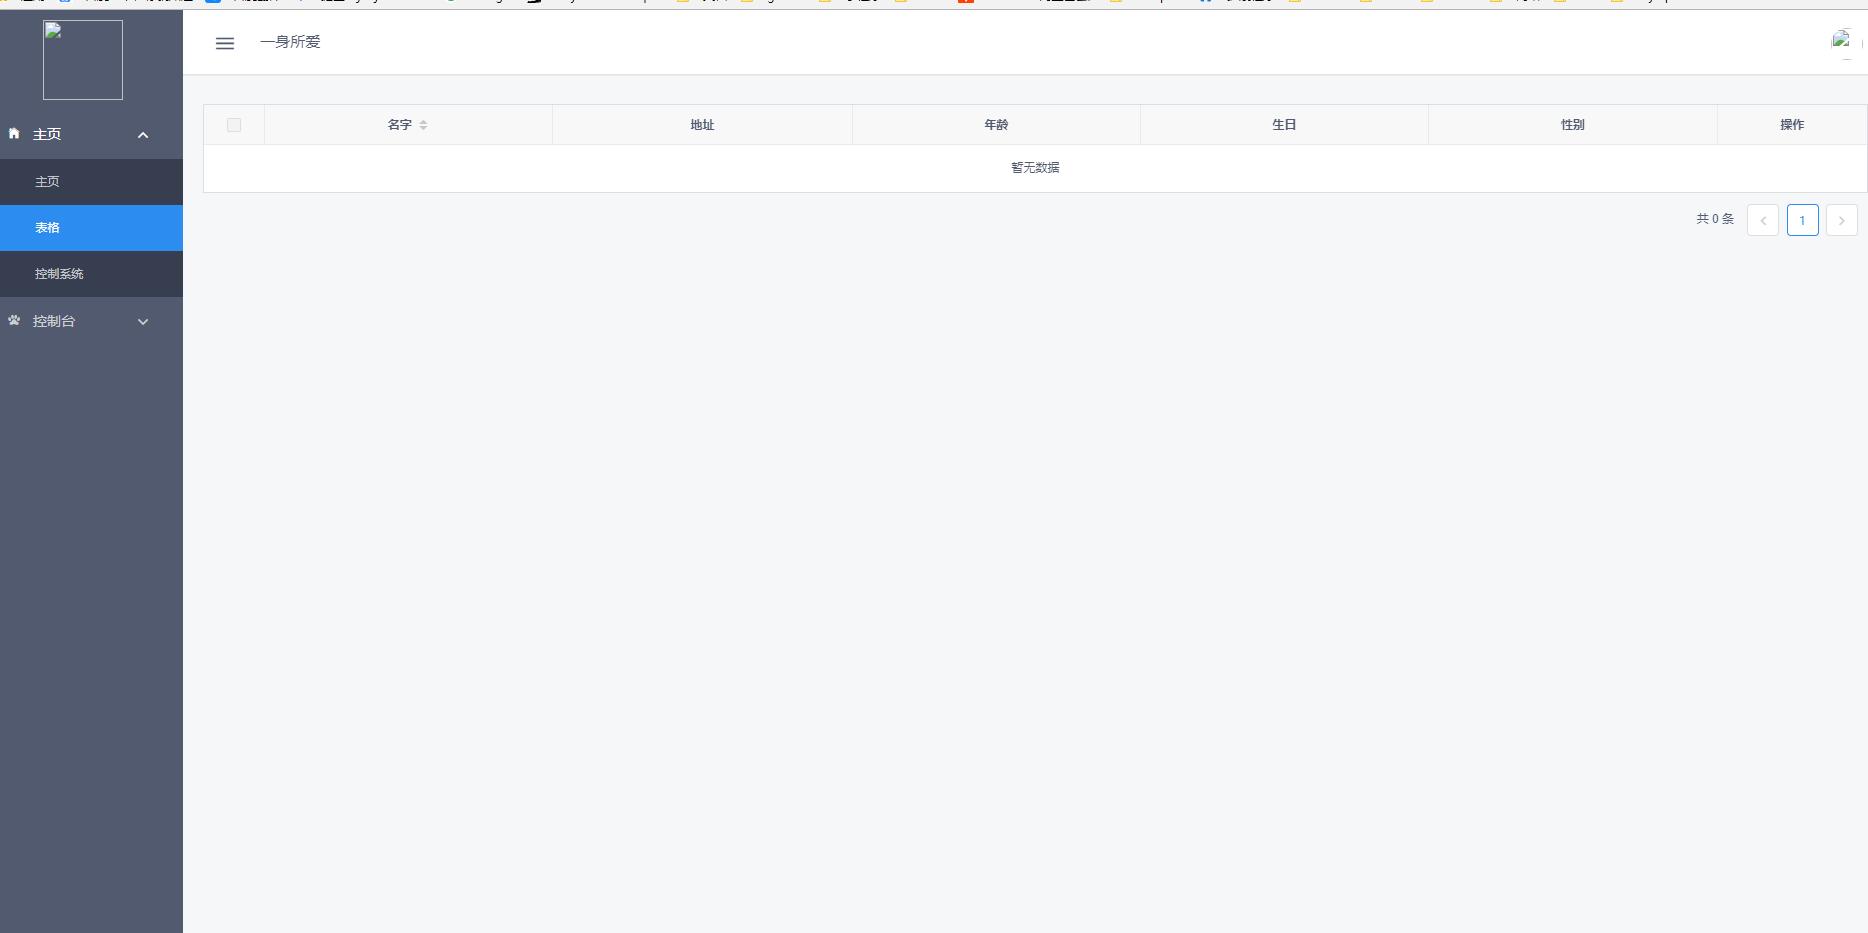 一身所爱
主页
主页
表格
控制系统
控制台
名字 地址 年龄 生日 性别 操作
暂无数据
共 0 条 1